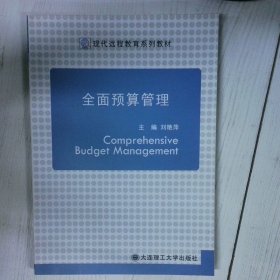 现代远程教育系列教材
全面预算管理
主 编 刘艳萍
Comprehensive
Budget Management
大连理工大学出版社